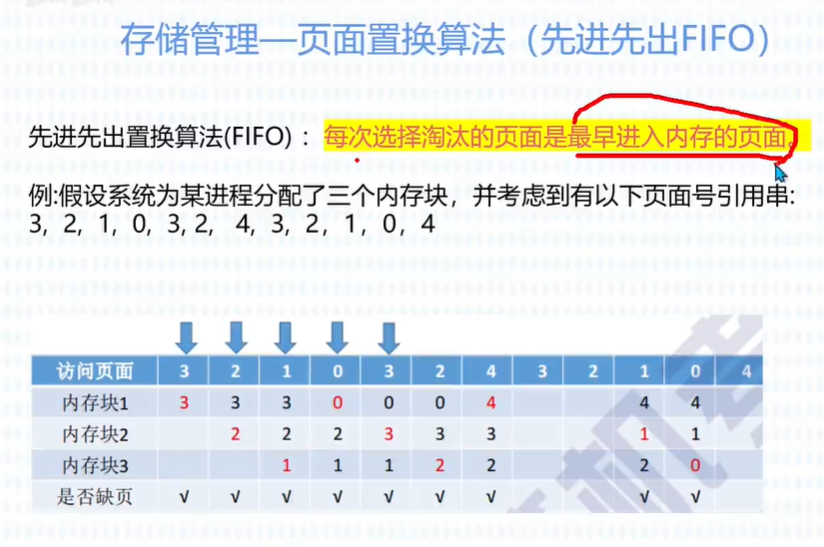 存储管理—页面置换算法（先进先出FIFO）
先进先出置换算法(FIFO)：每次选择淘汰的页面是最早进入内存的页面。
例:假设系统为某进程分配了三个内存块，并考虑到有以下页面号引用串:
3, 2, 1, 0, 3, 2, 4, 3, 2, 1, 0, 4
访问页面 3 2 1 0 3 2 4 3 2 1 0 4
内存块1 3 3 3 0 0 0 4 4 4
内存块2 2 2 2 3 3 3 1 1
内存块3 1 1 1 2 2 2 0
是否缺页 √ √ √ √ √ √ √ √ √